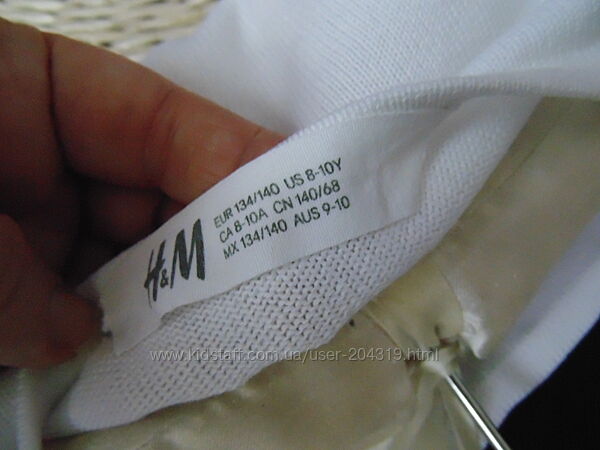 H&M
EUR 134/140 US 8-10Y
CA 8-10A CN 140/68
MX 134/140 AUS 9-10
www.kidstaff.com.ua/user-204319.html